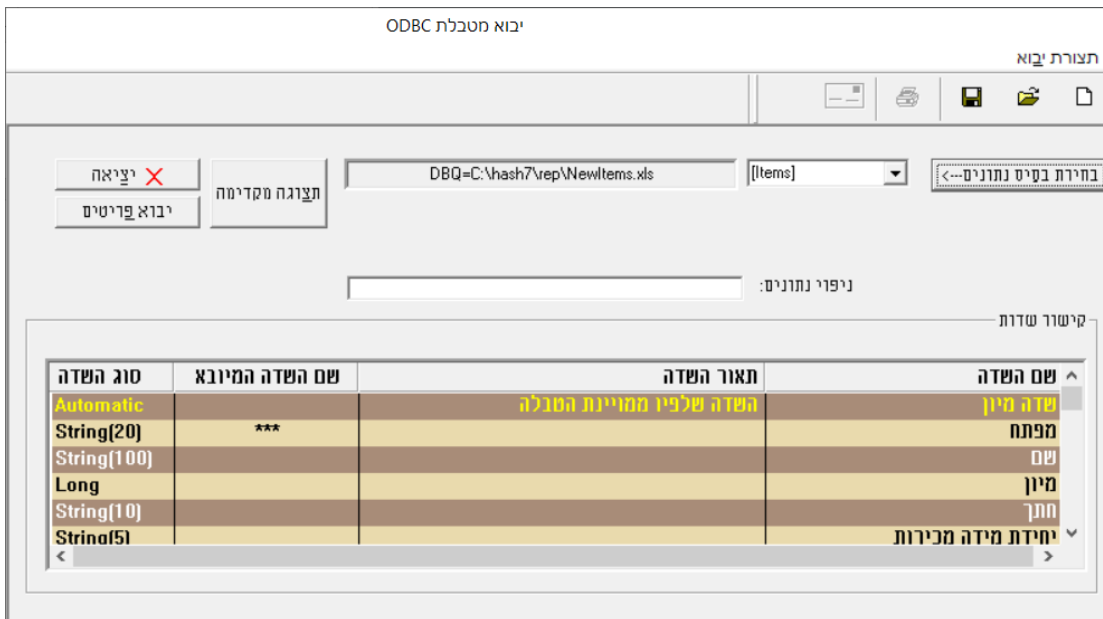 יבוא מטבלת ODBC
תצורת יבוא
בחירת בסיס נתונים--->
[Items]
DBQ=C:\hash7\rep\NewItems.xls
תצוגה מקדימה
יציאה
יבוא פריטים
ניפוי נתונים:
קישור שדות
שם השדה תאור השדה שם השדה המיובא סוג השדה
שדה מיון השדה שלפיו ממויינת הטבלה Automatic
מפתח *** String(20)
שם String(100)
מיון Long
חתך String(10)
יחידת מידה מכירות String(5)